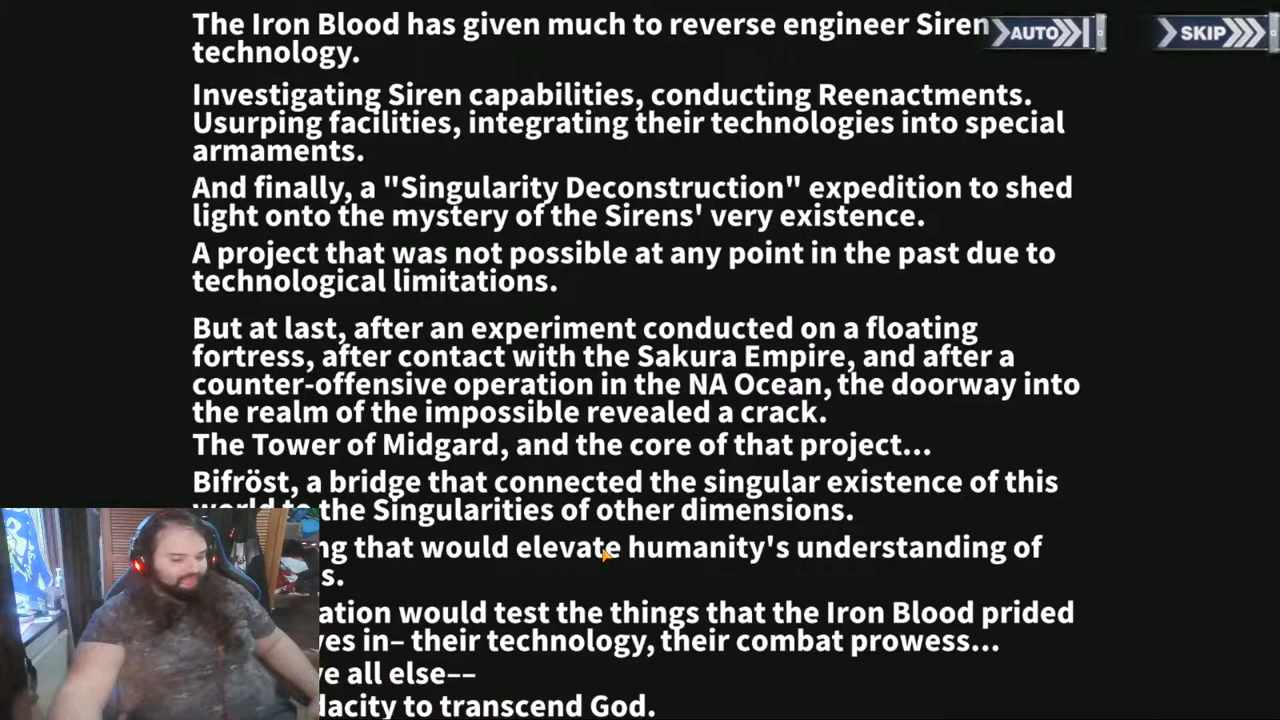 The Iron Blood has given much to reverse engineer Siren
technology.
AUTO
SKIP
Investigating Siren capabilities, conducting Reenactments.
Usurping facilities, integrating their technologies into special
armaments.
And finally, a "Singularity Deconstruction" expedition to shed
light onto the mystery of the Sirens' very existence.
A project that was not possible at any point in the past due to
technological limitations.
But at last, after an experiment conducted on a floating
fortress, after contact with the Sakura Empire, and after a
counter-offensive operation in the NA Ocean, the doorway into
the realm of the impossible revealed a crack.
The Tower of Midgard, and the core of that project...
Bifröst, a bridge that connected the singular existence of this
world to the Singularities of other dimensions.
that would elevate humanity's understanding of
would test the things that the Iron Blood prided
in– their technology, their combat prowess...
all else––
to transcend God.